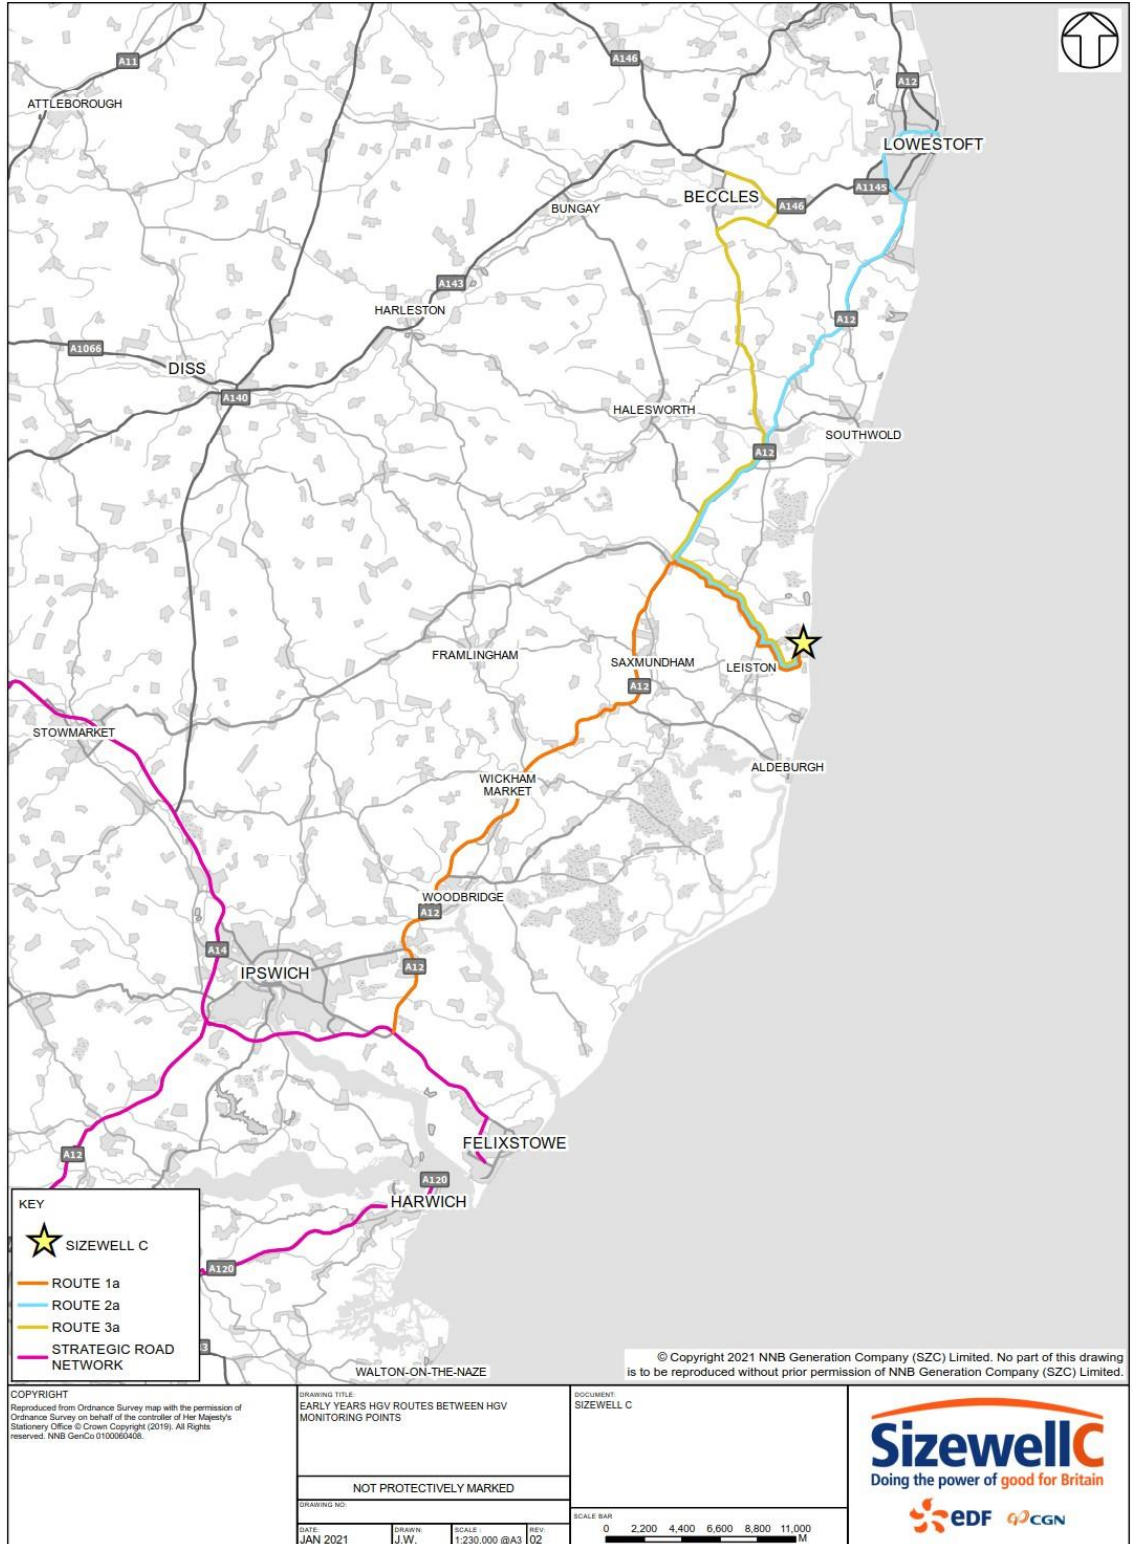 A11
A146
A12
ATTLEBOROUGH
LOWESTOFT
A1145
BECCLES
A146
BUNGAY
A143
HARLESTON
A12
A1066
DISS
A140
HALESWORTH
SOUTHWOLD
A12
FRAMLINGHAM
SAXMUNDHAM
LEISTON
A12
STOWMARKET
ALDEBURGH
WICKHAM
MARKET
WOODBRIDGE
A12
A14
IPSWICH
A12
FELIXSTOWE
A12
A120
HARWICH
A120
WALTON-ON-THE-NAZE
KEY
SIZEWELL C
ROUTE 1a
ROUTE 2a
ROUTE 3a
STRATEGIC ROAD
NETWORK
© Copyright 2021 NNB Generation Company (SZC) Limited. No part of this drawing
is to be reproduced without prior permission of NNB Generation Company (SZC) Limited.
COPYRIGHT
Reproduced from Ordnance Survey map with the permission of
Ordnance Survey on behalf of the controller of Her Majesty's
Stationery Office © Crown Copyright (2019). All Rights
reserved. NNB GenCo 0100060408.
DRAWING TITLE:
EARLY YEARS HGV ROUTES BETWEEN HGV
MONITORING POINTS
NOT PROTECTIVELY MARKED
DRAWING NO:
DATE:
JAN 2021
DRAWN:
J.W.
SCALE :
1:230,000 @A3
REV:
02
DOCUMENT:
SIZEWELL C
SCALE BAR
0 2,200 4,400 6,600 8,800 11,000
M
SizewellC
Doing the power of good for Britain
eDF
CGN